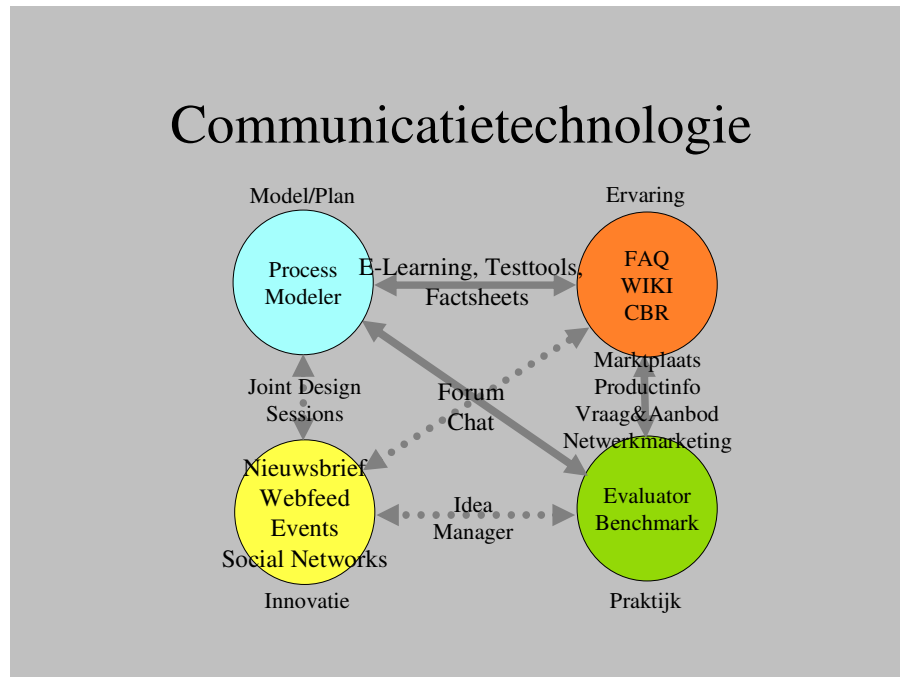 Communicatietechnologie
Model/Plan
Ervaring
Process
Modeler
E-Learning, Testtools,
Factsheets
FAQ
WIKI
CBR
Joint Design
Sessions
Forum
Chat
Marktplaats
Productinfo
Vraag&Aanbod
Netwerkmarketing
Nieuwsbrief
Webfeed
Events
Social Networks
Idea
Manager
Evaluator
Benchmark
Innovatie
Praktijk